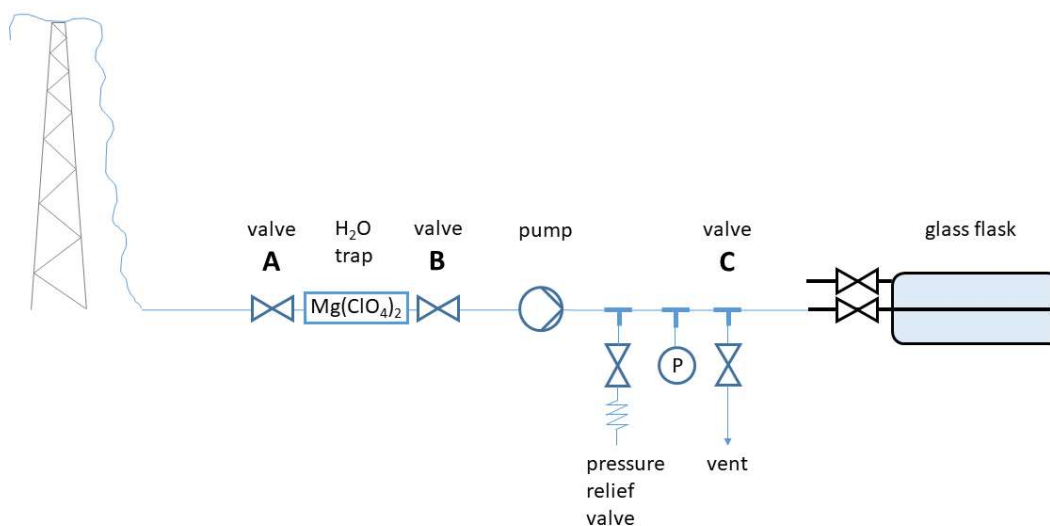 valve
A
H₂O
trap
valve
B
pump
valve
C
glass flask
Mg(ClO₄)₂
P
pressure
relief
valve
vent